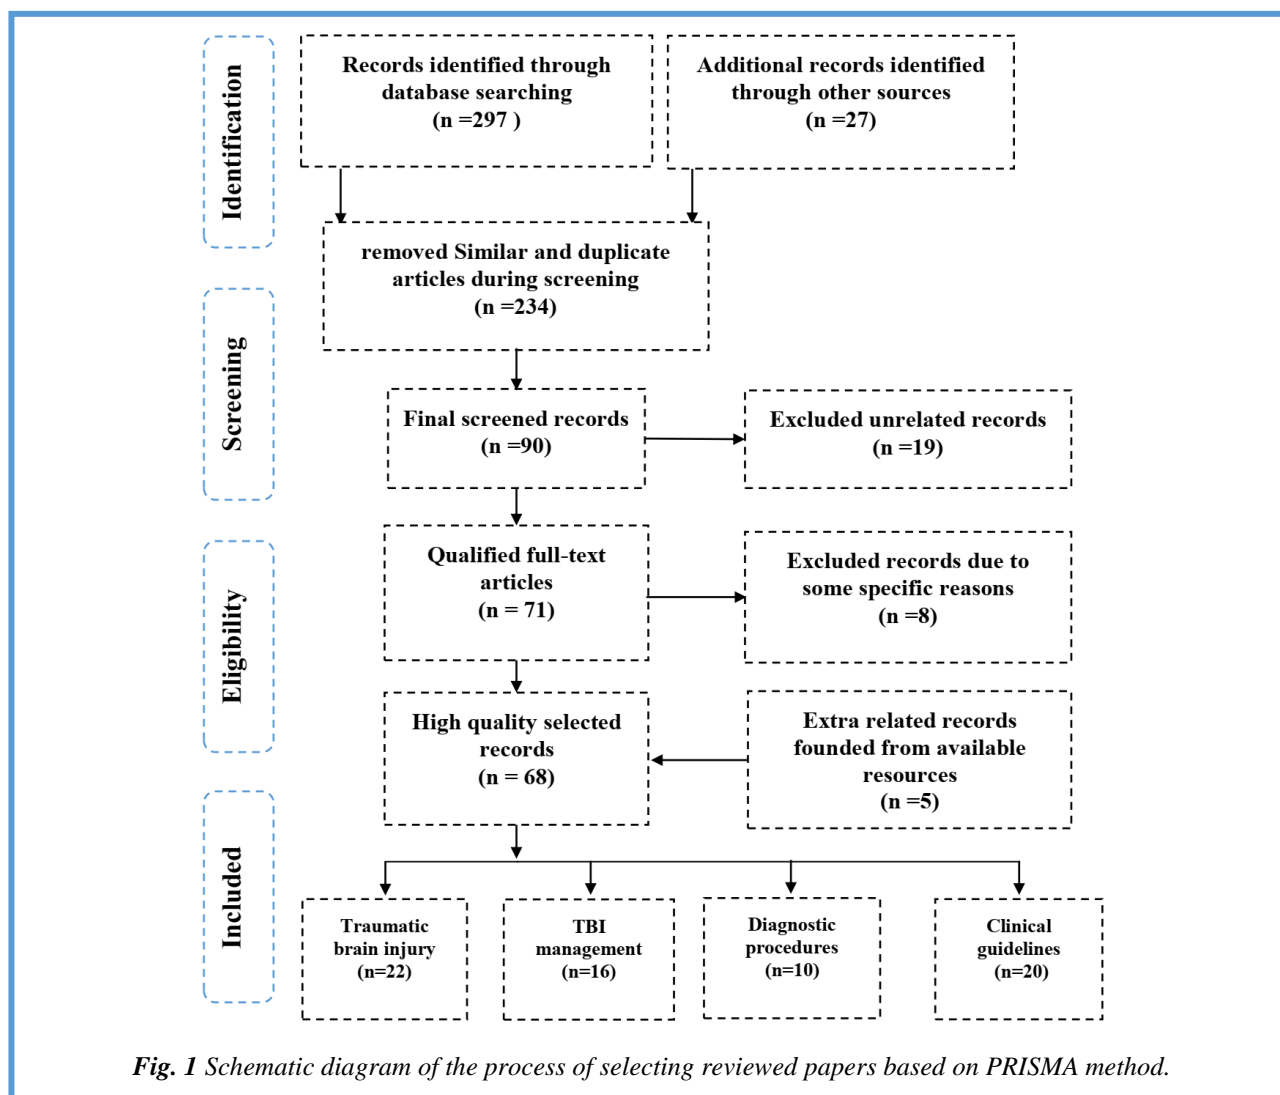 Identification
Records identified through
database searching
(n =297 )
Additional records identified
through other sources
(n =27)
removed Similar and duplicate
articles during screening
(n =234)
Screening
Final screened records
(n =90)
Excluded unrelated records
(n =19)
Eligibility
Qualified full-text
articles
(n = 71)
Excluded records due to
some specific reasons
(n =8)
High quality selected
records
(n = 68)
Extra related records
founded from available
resources
(n =5)
Included
Traumatic
brain injury
(n=22)
TBI
management
(n=16)
Diagnostic
procedures
(n=10)
Clinical
guidelines
(n=20)
Fig. 1 Schematic diagram of the process of selecting reviewed papers based on PRISMA method.